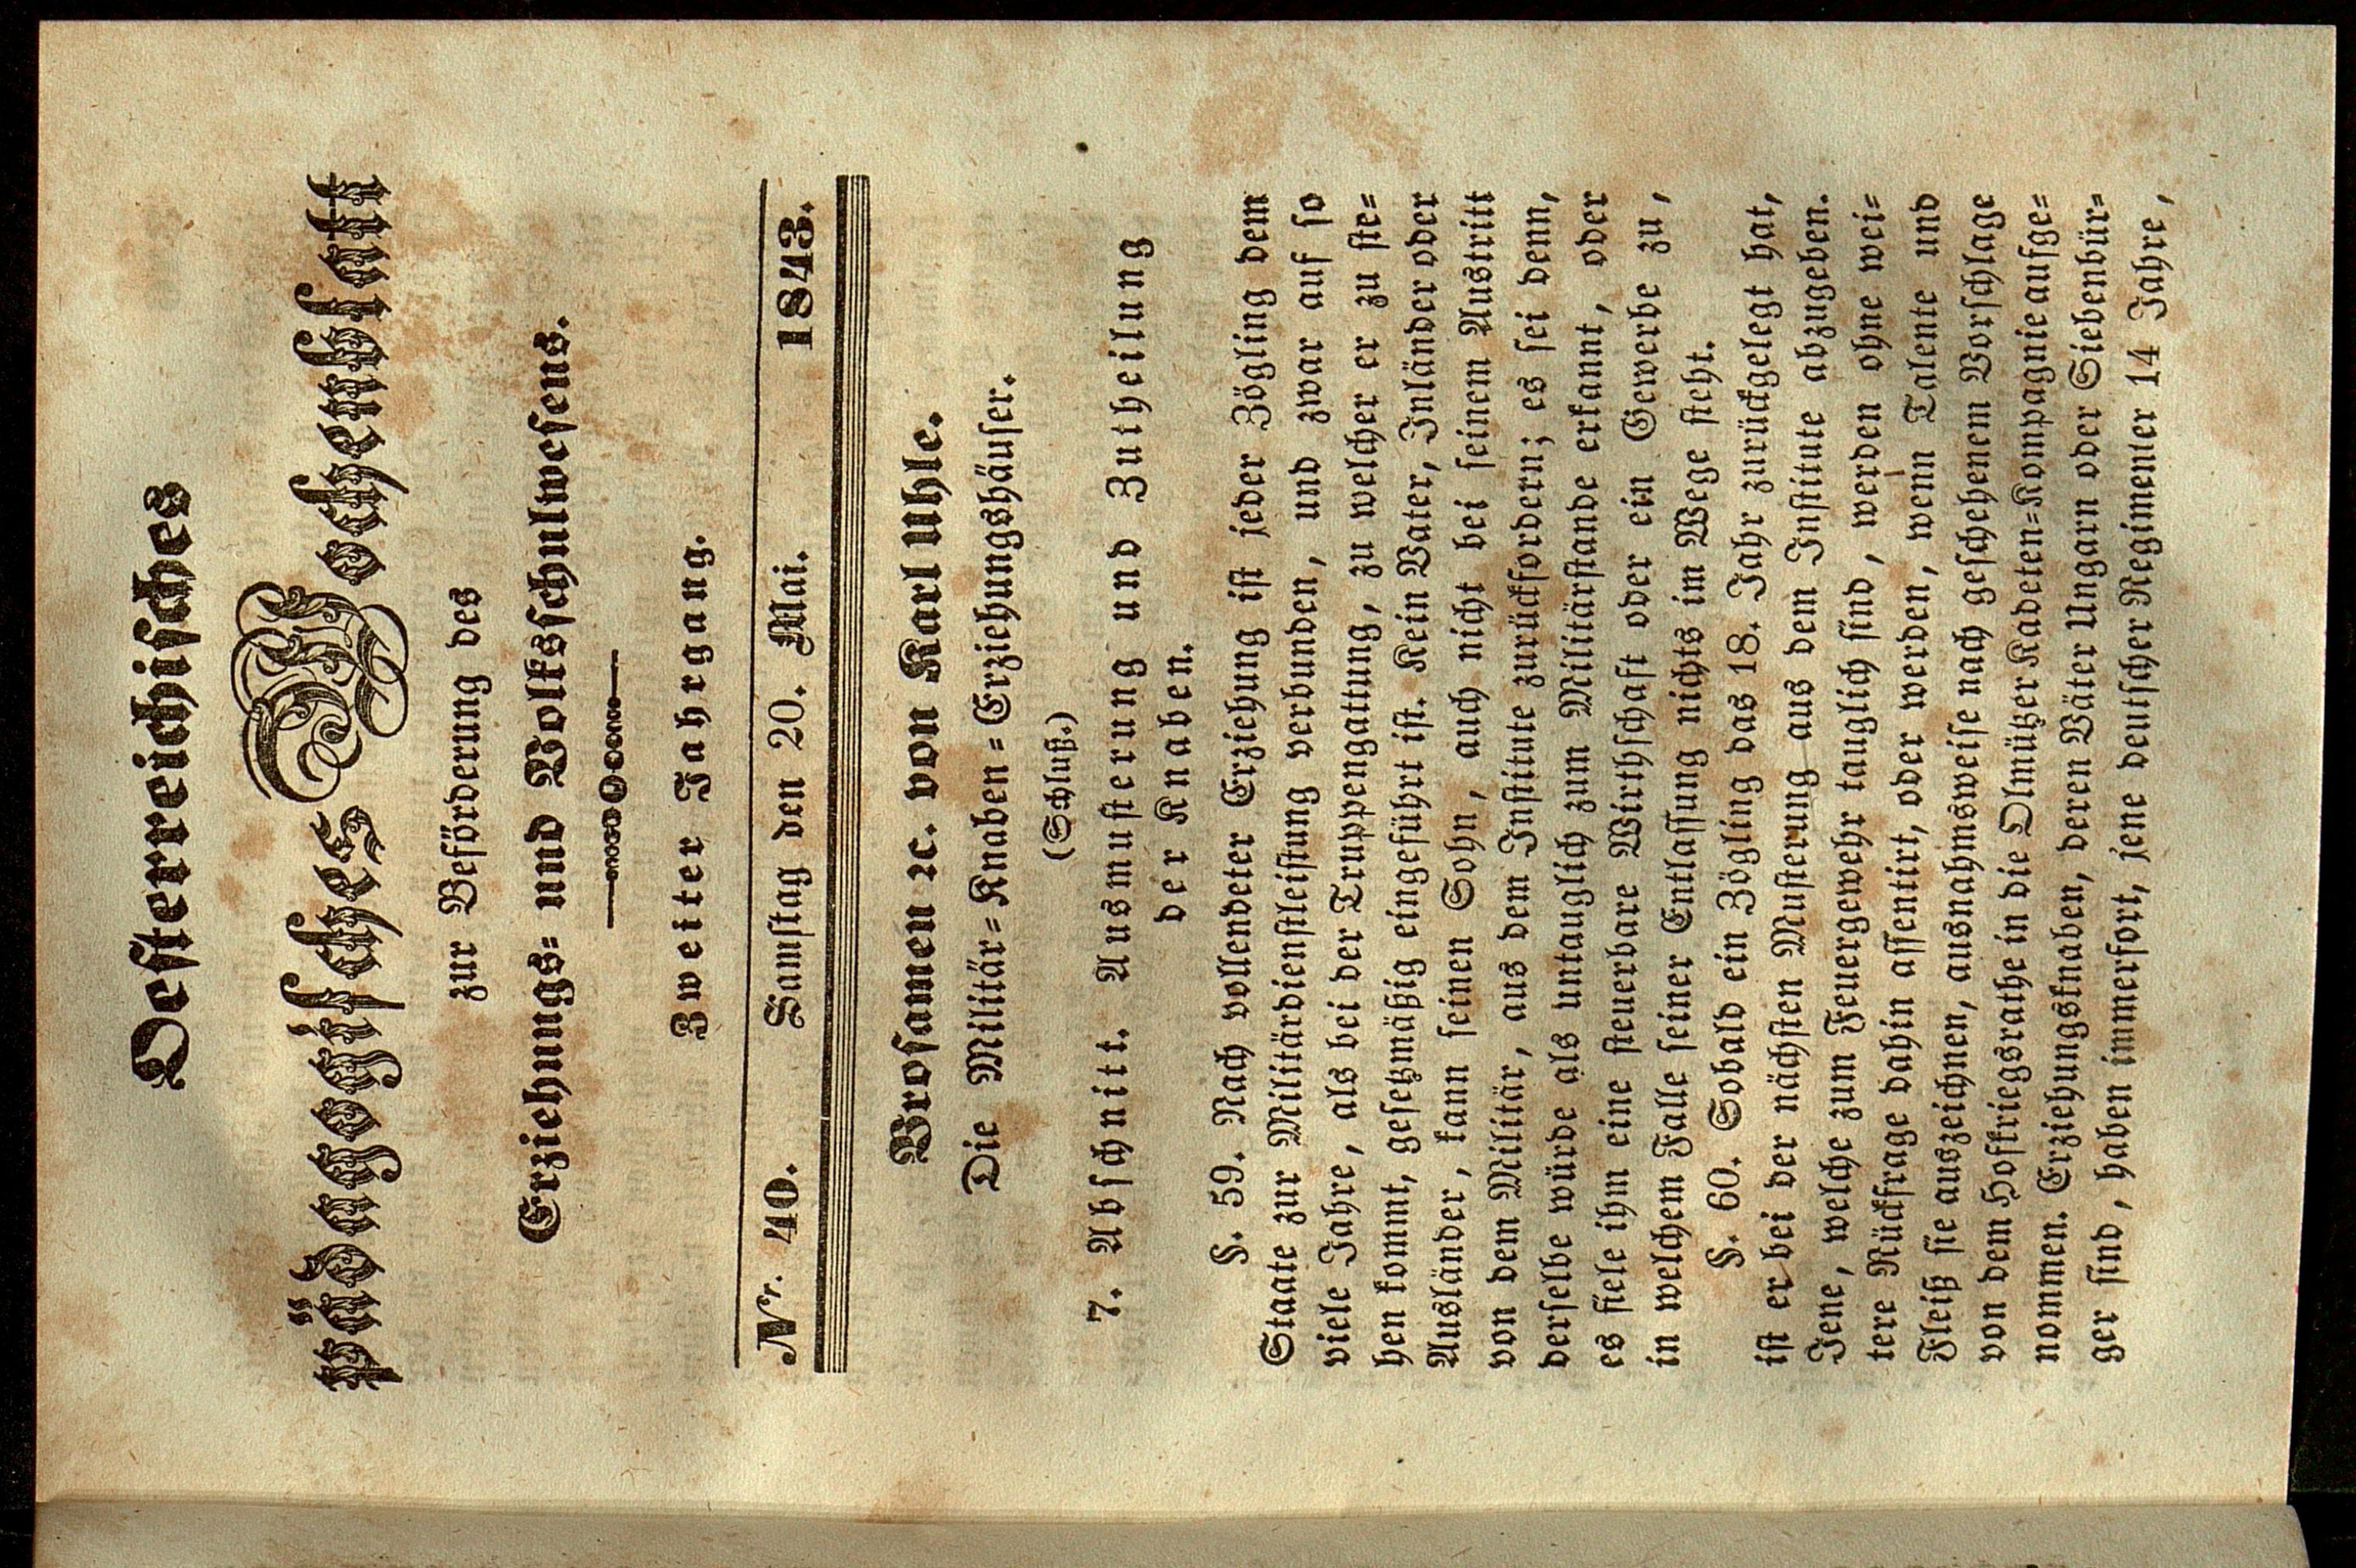 Oesterreichisches
pädagogisches Wochenblatt
zur Beförderung des
Erziehungs- und Volksschulwesens.
Zweiter Jahrgang.
Nr. 40. Samstag den 20. Mai. 1843.
Brosamen ꝛc. von Karl Uhle.
Die Militär-Knaben-Erziehungshäuser.
(Schluß.)
7. Abschnitt. Ausmusterung und Zutheilung
der Knaben.
§. 59. Nach vollendeter Erziehung ist jeder Zögling dem
Staate zur Militärdienstleistung verbunden, und zwar auf so
viele Jahre, als bei der Truppengattung, zu welcher er zu ste-
hen kommt, gesetzmäßig eingeführt ist. Kein Vater, Inländer oder
Ausländer, kann seinen Sohn, auch nicht bei seinem Austritt
von dem Militär, aus dem Institute zurückfordern; es sei denn,
derselbe würde als untauglich zum Militärstande erkannt, oder
es fiele ihm eine steuerbare Wirthschaft oder ein Gewerbe zu,
in welchem Falle seiner Entlassung nichts im Wege steht.
§. 60. Sobald ein Zögling das 18. Jahr zurückgelegt hat,
ist er bei der nächsten Musterung aus dem Institute abzugeben.
Jene, welche zum Feuergewehr tauglich sind, werden ohne wei-
tere Rückfrage dahin assentirt, oder werden, wenn Talente und
Fleiß sie auszeichnen, ausnahmsweise nach geschehenem Vorschlage
von dem Hofkriegsrathe in die Olmützer Kadeten-Kompagnie aufge-
nommen. Erziehungsknaben, deren Väter Ungarn oder Siebenbür-
ger sind, haben immerfort, jene deutscher Regimenter 14 Jahre,